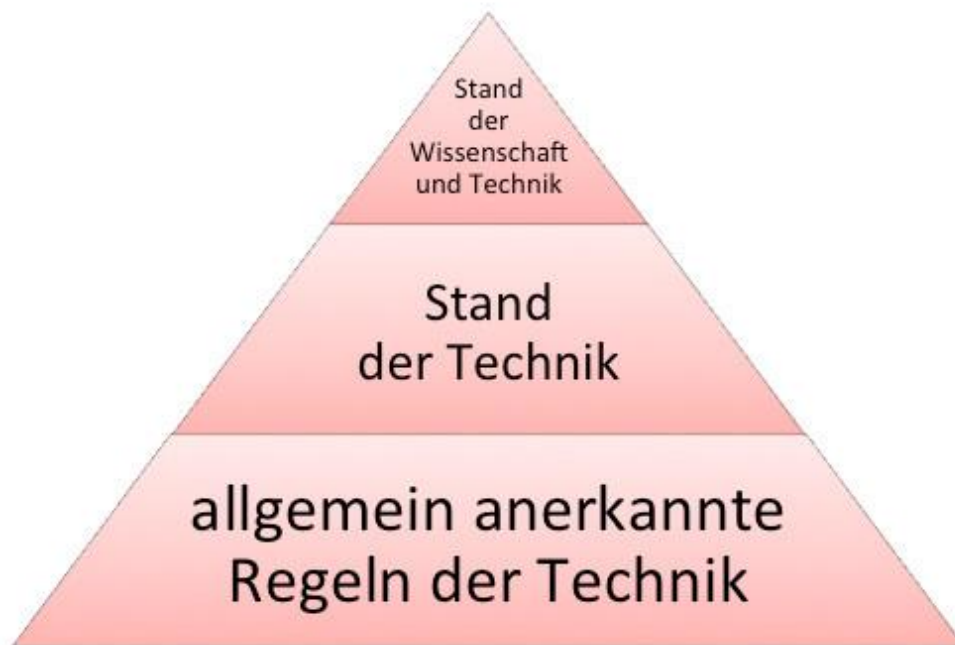 Stand
der
Wissenschaft
und Technik
Stand
der Technik
allgemein anerkannte
Regeln der Technik